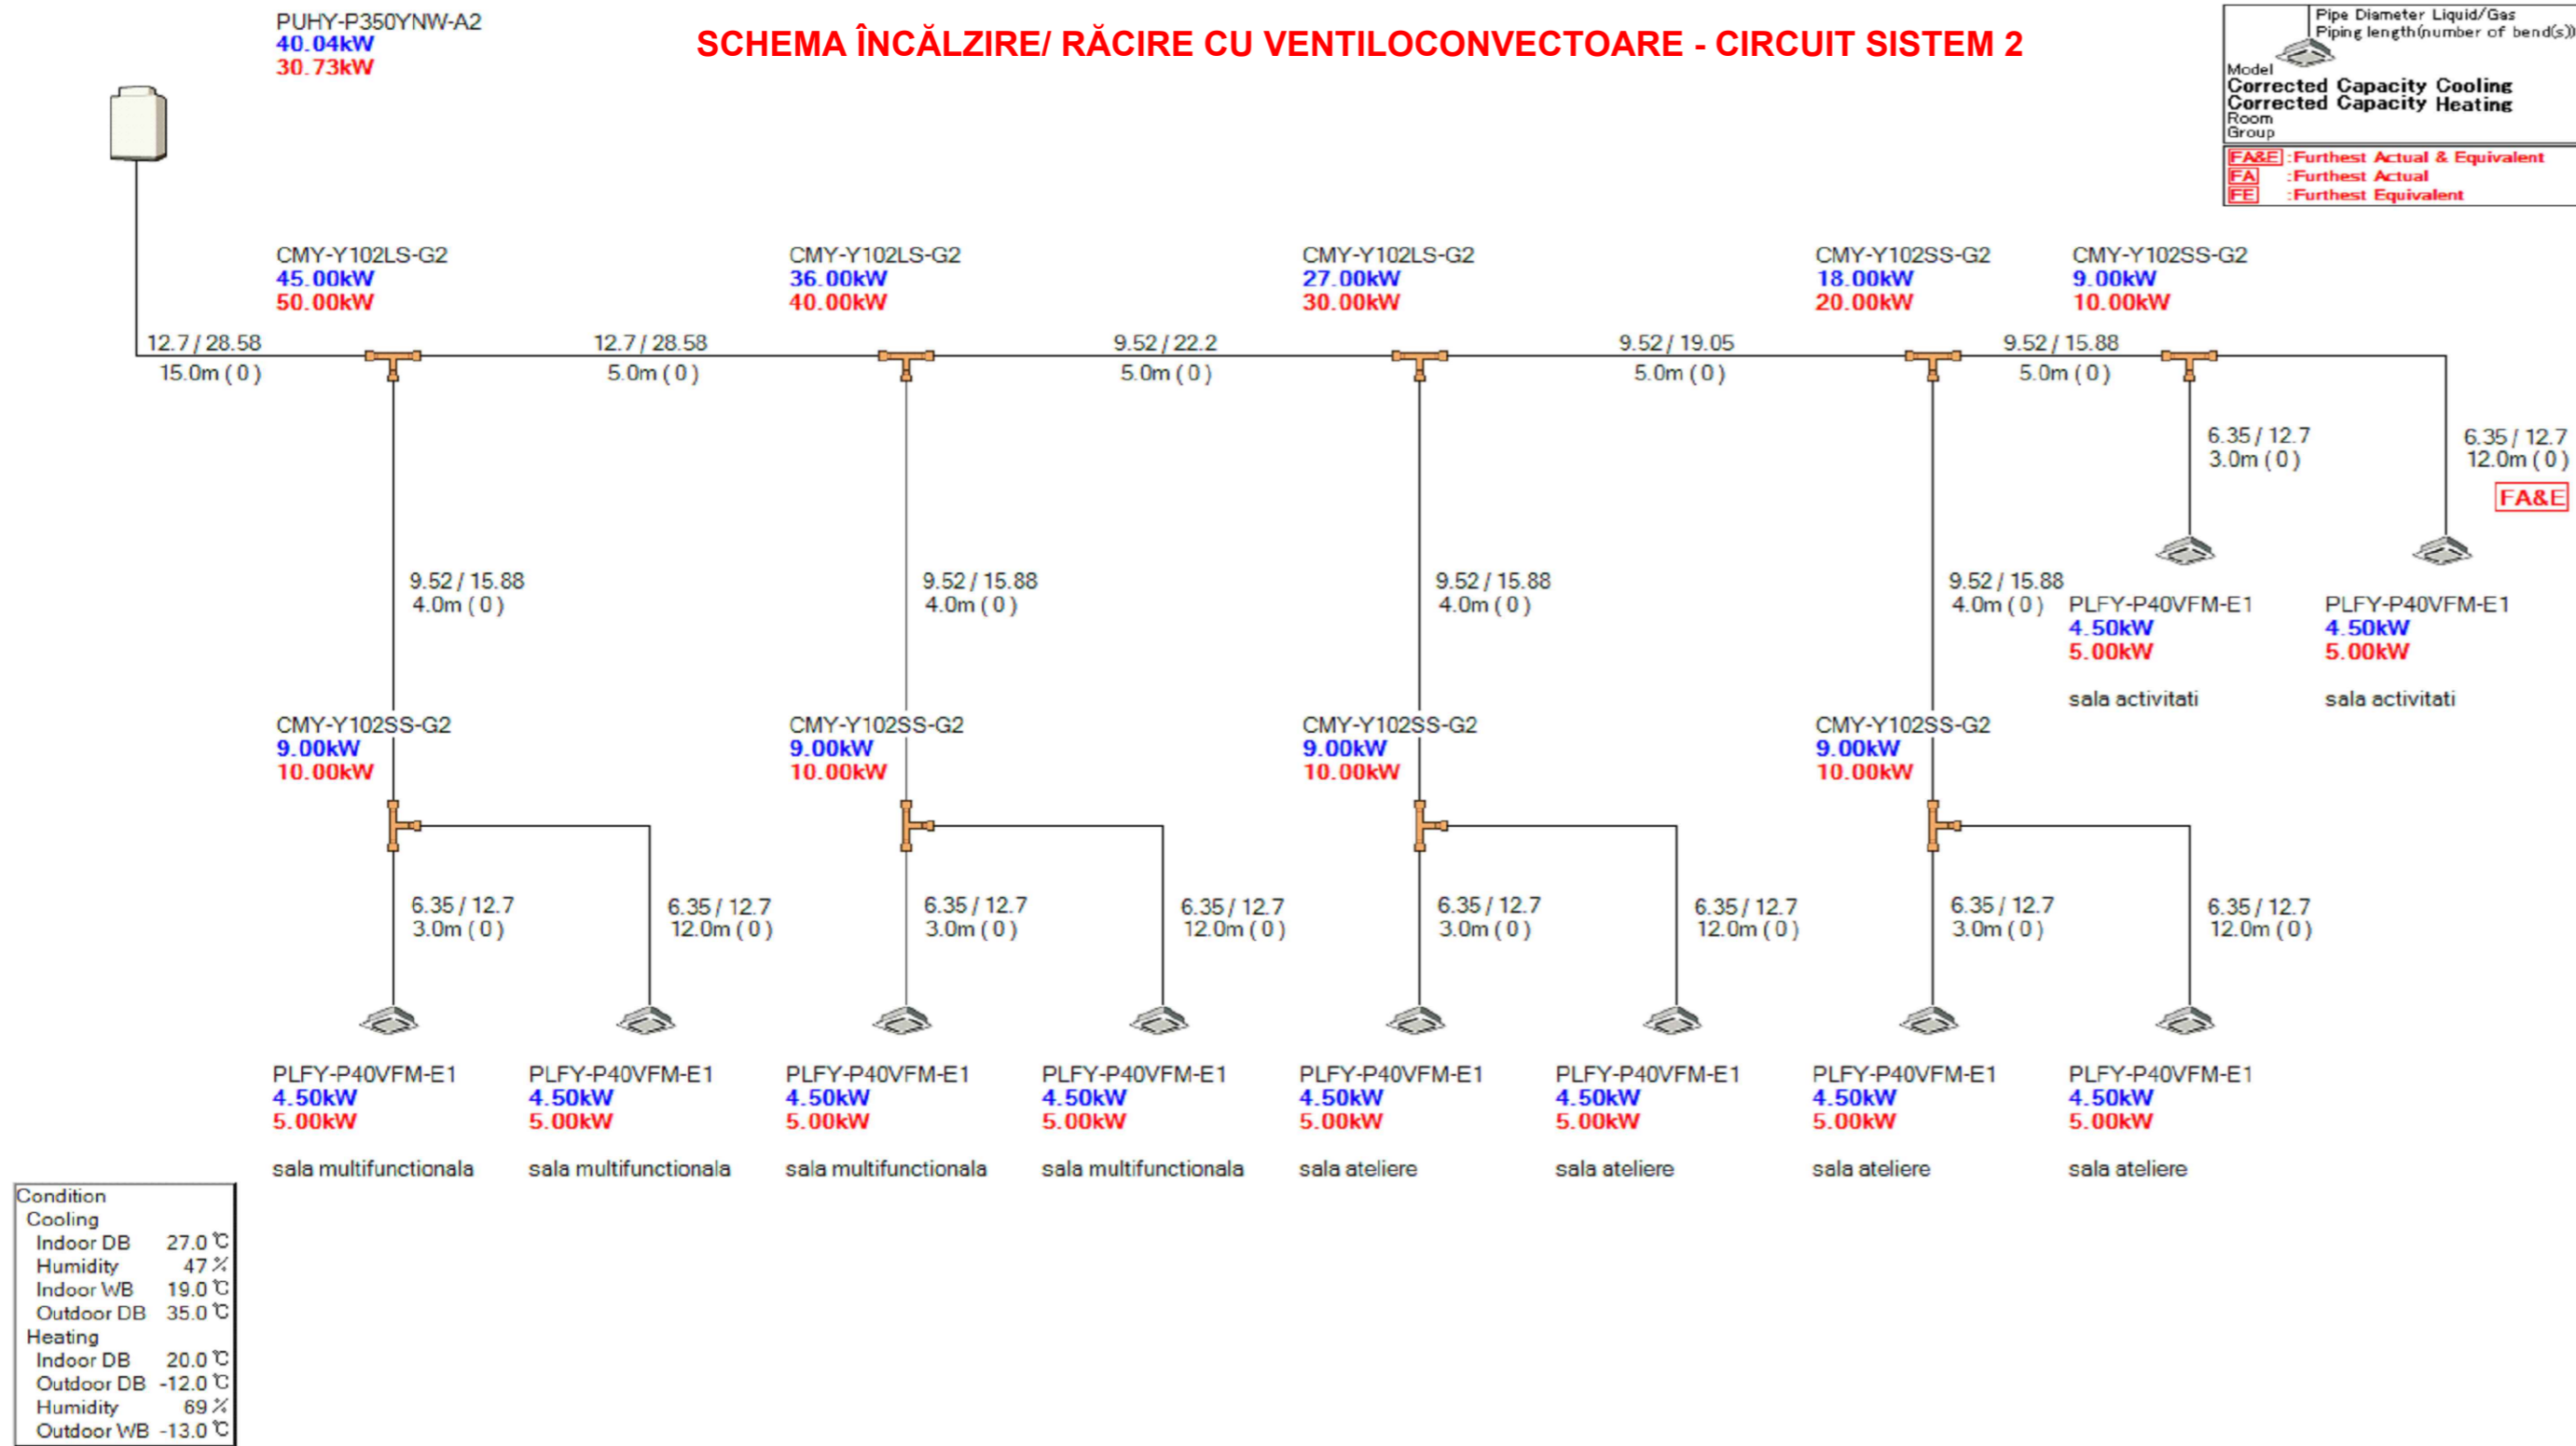 PUHY-P350YNW-A2
40.04kW
30.73kW
SCHEMA ÎNCĂLZIRE/ RĂCIRE CU VENTILOCONVECTOARE - CIRCUIT SISTEM 2
Pipe Diameter Liquid/Gas
Piping length(number of bend(s))
Model
Corrected Capacity Cooling
Corrected Capacity Heating
Room
Group
FA&E :Furthest Actual & Equivalent
FA :Furthest Actual
FE :Furthest Equivalent
CMY-Y102LS-G2
45.00kW
50.00kW
CMY-Y102LS-G2
36.00kW
40.00kW
CMY-Y102LS-G2
27.00kW
30.00kW
CMY-Y102SS-G2
18.00kW
20.00kW
CMY-Y102SS-G2
9.00kW
10.00kW
12.7 / 28.58
15.0m ( 0 )
12.7 / 28.58
5.0m ( 0 )
9.52 / 22.2
5.0m ( 0 )
9.52 / 19.05
5.0m ( 0 )
9.52 / 15.88
5.0m ( 0 )
6.35 / 12.7
3.0m ( 0 )
6.35 / 12.7
12.0m ( 0 )
FA&E
9.52 / 15.88
4.0m ( 0 )
9.52 / 15.88
4.0m ( 0 )
9.52 / 15.88
4.0m ( 0 )
9.52 / 15.88
4.0m ( 0 )
PLFY-P40VFM-E1
4.50kW
5.00kW
sala activitati
PLFY-P40VFM-E1
4.50kW
5.00kW
sala activitati
CMY-Y102SS-G2
9.00kW
10.00kW
CMY-Y102SS-G2
9.00kW
10.00kW
CMY-Y102SS-G2
9.00kW
10.00kW
CMY-Y102SS-G2
9.00kW
10.00kW
6.35 / 12.7
3.0m ( 0 )
6.35 / 12.7
12.0m ( 0 )
6.35 / 12.7
3.0m ( 0 )
6.35 / 12.7
12.0m ( 0 )
6.35 / 12.7
3.0m ( 0 )
6.35 / 12.7
12.0m ( 0 )
6.35 / 12.7
3.0m ( 0 )
6.35 / 12.7
12.0m ( 0 )
PLFY-P40VFM-E1
4.50kW
5.00kW
sala multifunctionala
PLFY-P40VFM-E1
4.50kW
5.00kW
sala multifunctionala
PLFY-P40VFM-E1
4.50kW
5.00kW
sala multifunctionala
PLFY-P40VFM-E1
4.50kW
5.00kW
sala multifunctionala
PLFY-P40VFM-E1
4.50kW
5.00kW
sala ateliere
PLFY-P40VFM-E1
4.50kW
5.00kW
sala ateliere
PLFY-P40VFM-E1
4.50kW
5.00kW
sala ateliere
PLFY-P40VFM-E1
4.50kW
5.00kW
sala ateliere
Condition
Cooling
Indoor DB 27.0 ℃
Humidity 47 %
Indoor WB 19.0 ℃
Outdoor DB 35.0 ℃
Heating
Indoor DB 20.0 ℃
Outdoor DB -12.0 ℃
Humidity 69 %
Outdoor WB -13.0 ℃